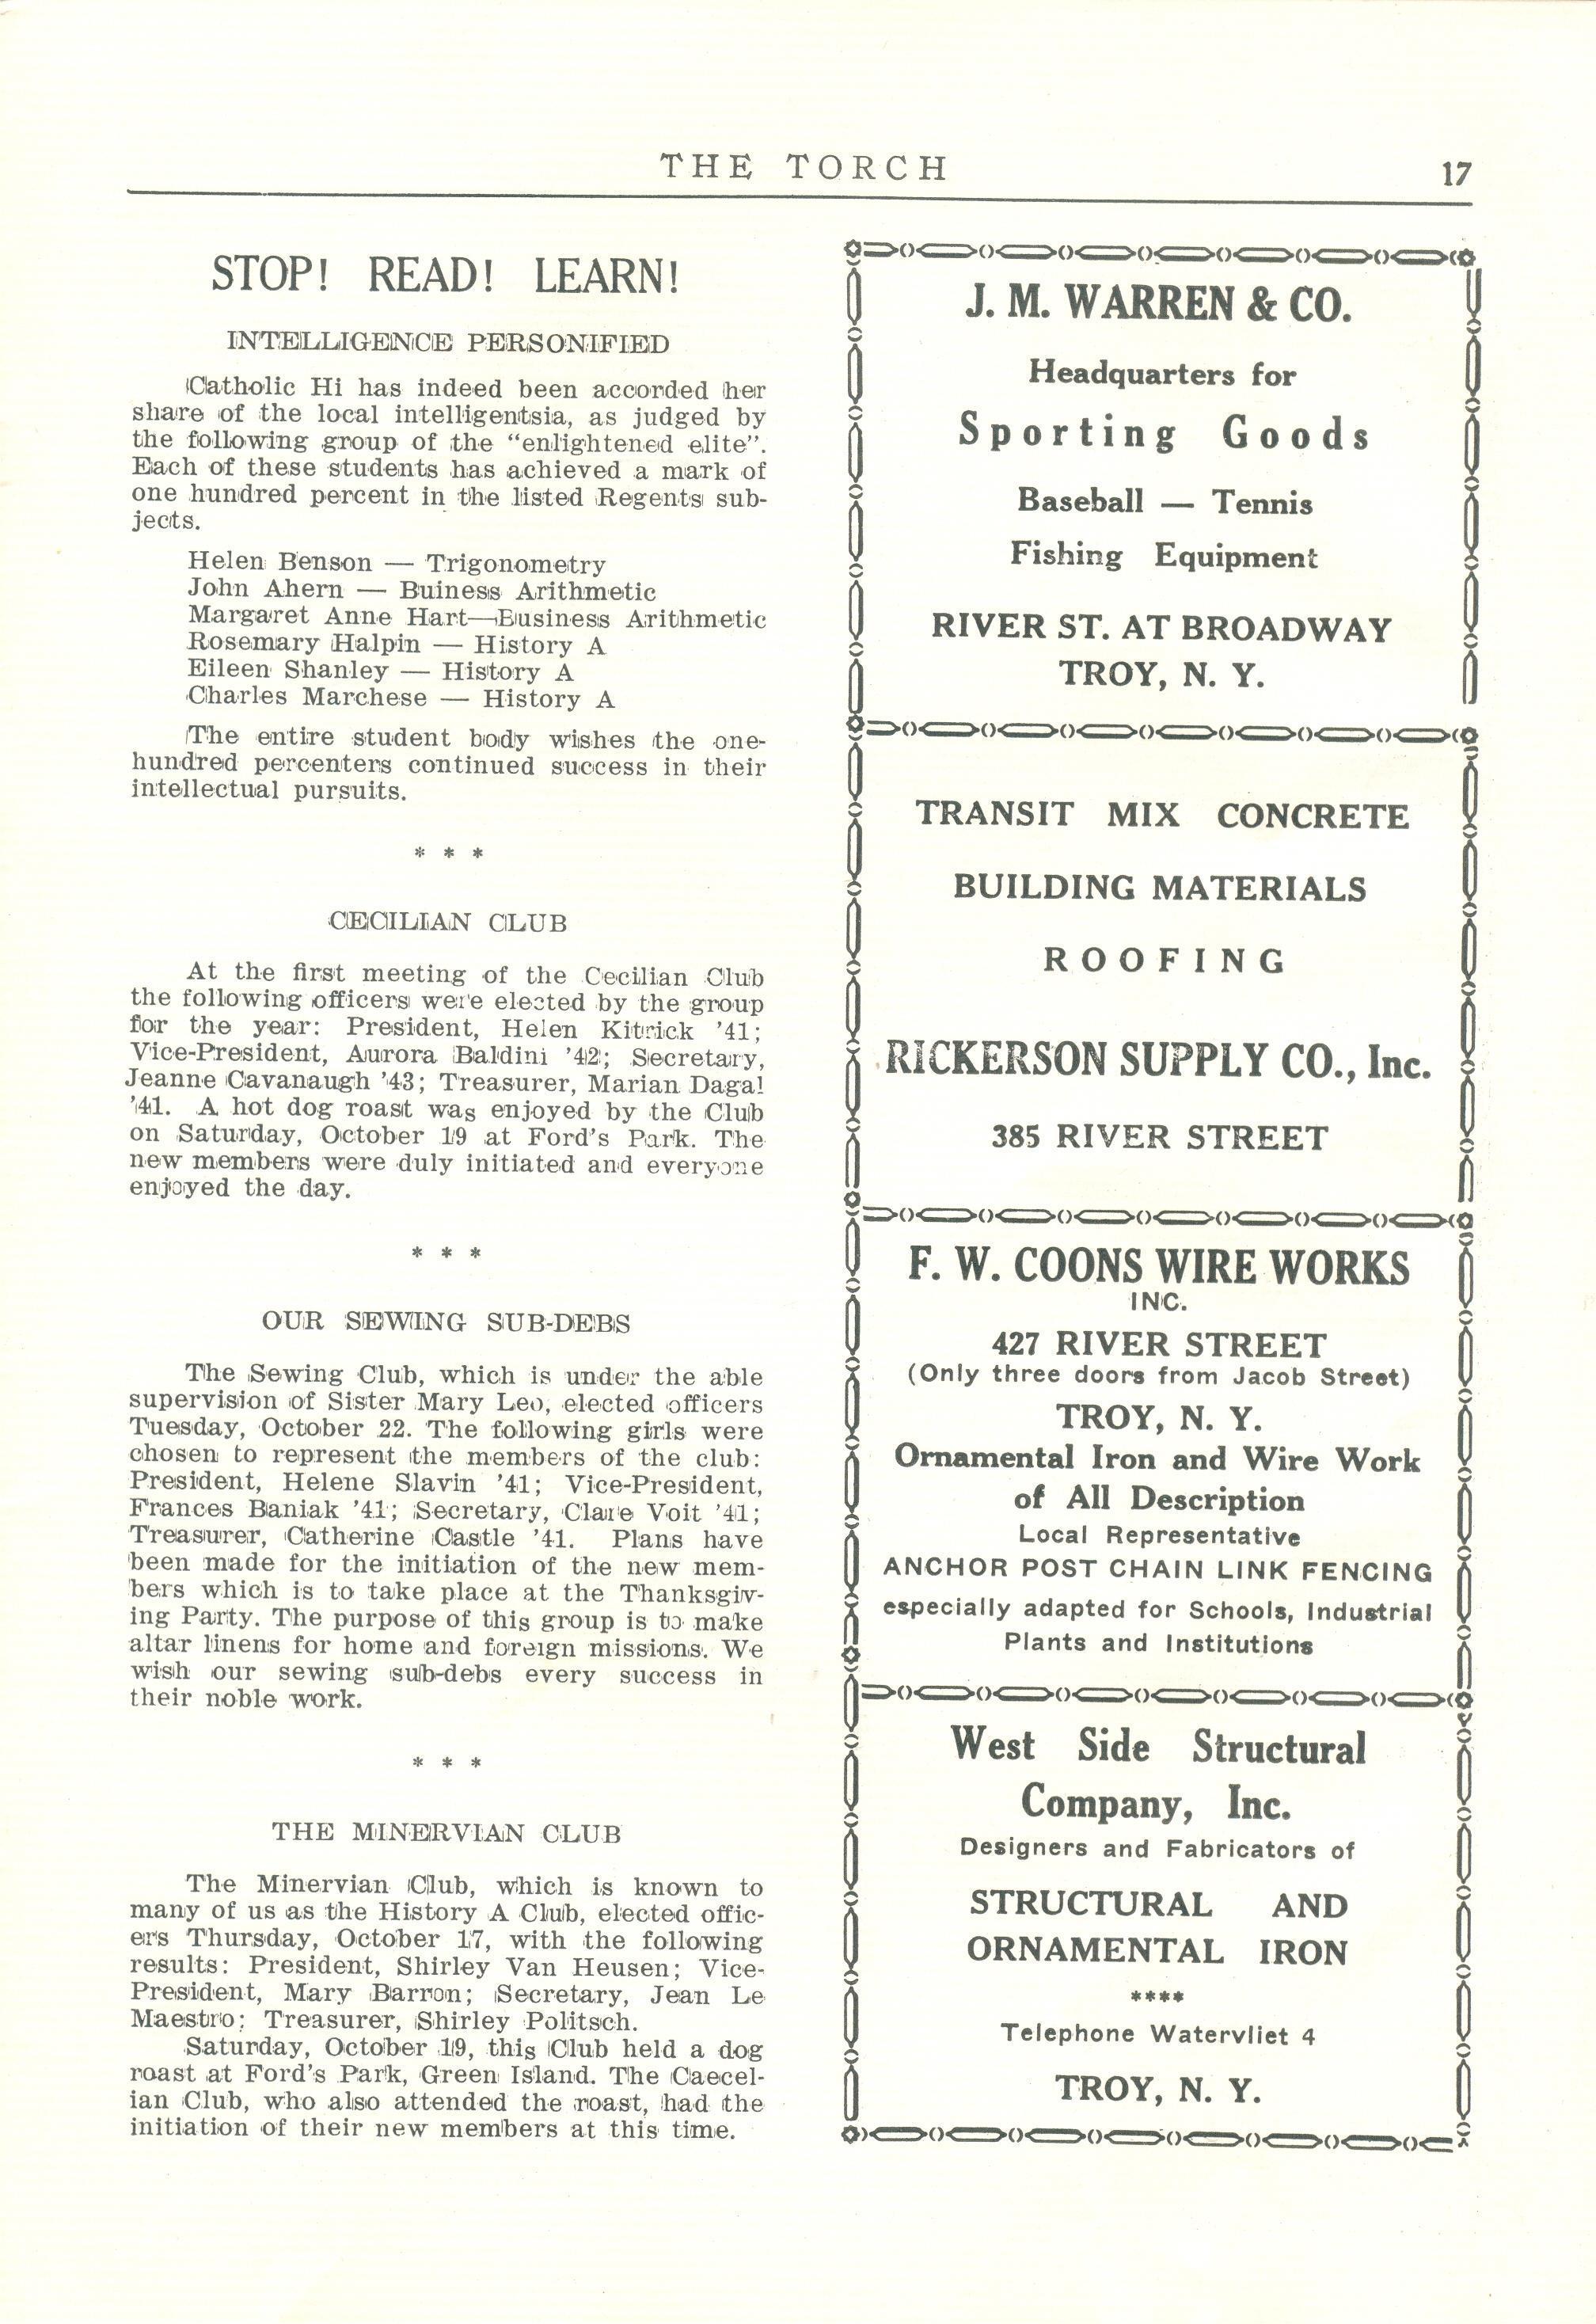 THE TORCH
17
STOP! READ! LEARN!
INTELLIGENCE PERSONIFIED
Catholic Hi has indeed been accorded her
share of the local intelligentsia, as judged by
the following group of the "enlightened elite".
Each of these students has achieved a mark of
one hundred percent in the listed Regents sub-
jects.
Helen Benson — Trigonometry
John Ahern — Buiness Arithmetic
Margaret Anne Hart—Business Arithmetic
Rosemary Halpin — History A
Eileen Shanley — History A
Charles Marchese — History A
The entire student body wishes the one-
hundred percenters continued success in their
intellectual pursuits.
* * *
CECILIAN CLUB
At the first meeting of the Cecilian Club
the following officers were elected by the group
for the year: President, Helen Kitrick '41;
Vice-President, Aurora Baldini '42; Secretary,
Jeanne Cavanaugh '43; Treasurer, Marian Dagal
'41. A hot dog roast was enjoyed by the Club
on Saturday, October 19 at Ford's Park. The
new members were duly initiated and everyone
enjoyed the day.
* * *
OUR SEWING SUB-DEBS
The Sewing Club, which is under the able
supervision of Sister Mary Leo, elected officers
Tuesday, October 22. The following girls were
chosen to represent the members of the club:
President, Helene Slavin '41; Vice-President,
Frances Baniak '41; Secretary, Claire Voit '41;
Treasurer, Catherine Castle '41. Plans have
been made for the initiation of the new mem-
bers which is to take place at the Thanksgiv-
ing Party. The purpose of this group is to make
altar linens for home and foreign missions. We
wish our sewing sub-debs every success in
their noble work.
* * *
THE MINERVIAN CLUB
The Minervian Club, which is known to
many of us as the History A Club, elected offic-
ers Thursday, October 17, with the following
results: President, Shirley Van Heusen; Vice-
President, Mary Barron; Secretary, Jean Le
Maestro; Treasurer, Shirley Politsch.
Saturday, October 19, this Club held a dog
roast at Ford's Park, Green Island. The Caecel-
ian Club, who also attended the roast, had the
initiation of their new members at this time.
J. M. WARREN & CO.
Headquarters for
Sporting Goods
Baseball — Tennis
Fishing Equipment
RIVER ST. AT BROADWAY
TROY, N. Y.
TRANSIT MIX CONCRETE
BUILDING MATERIALS
ROOFING
RICKERSON SUPPLY CO., Inc.
385 RIVER STREET
F. W. COONS WIRE WORKS
INC.
427 RIVER STREET
(Only three doors from Jacob Street)
TROY, N. Y.
Ornamental Iron and Wire Work
of All Description
Local Representative
ANCHOR POST CHAIN LINK FENCING
especially adapted for Schools, Industrial
Plants and Institutions
West Side Structural
Company, Inc.
Designers and Fabricators of
STRUCTURAL AND
ORNAMENTAL IRON
****
Telephone Watervliet 4
TROY, N. Y.